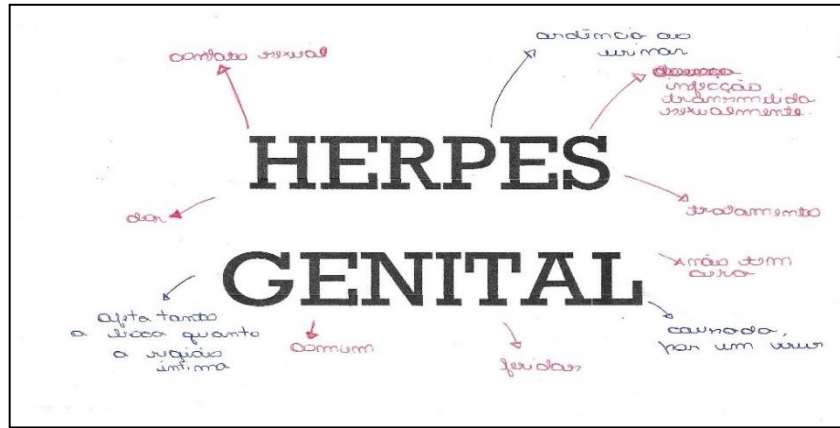 contato sexual
ardência ao
urinar
doença
infecção
transmitida
sexualmente.
HERPES
dor
tratamento
GENITAL
não tem
cura
afeta tanto
a boca quanto
a região
íntima
comum
feridas
causada,
por um vírus